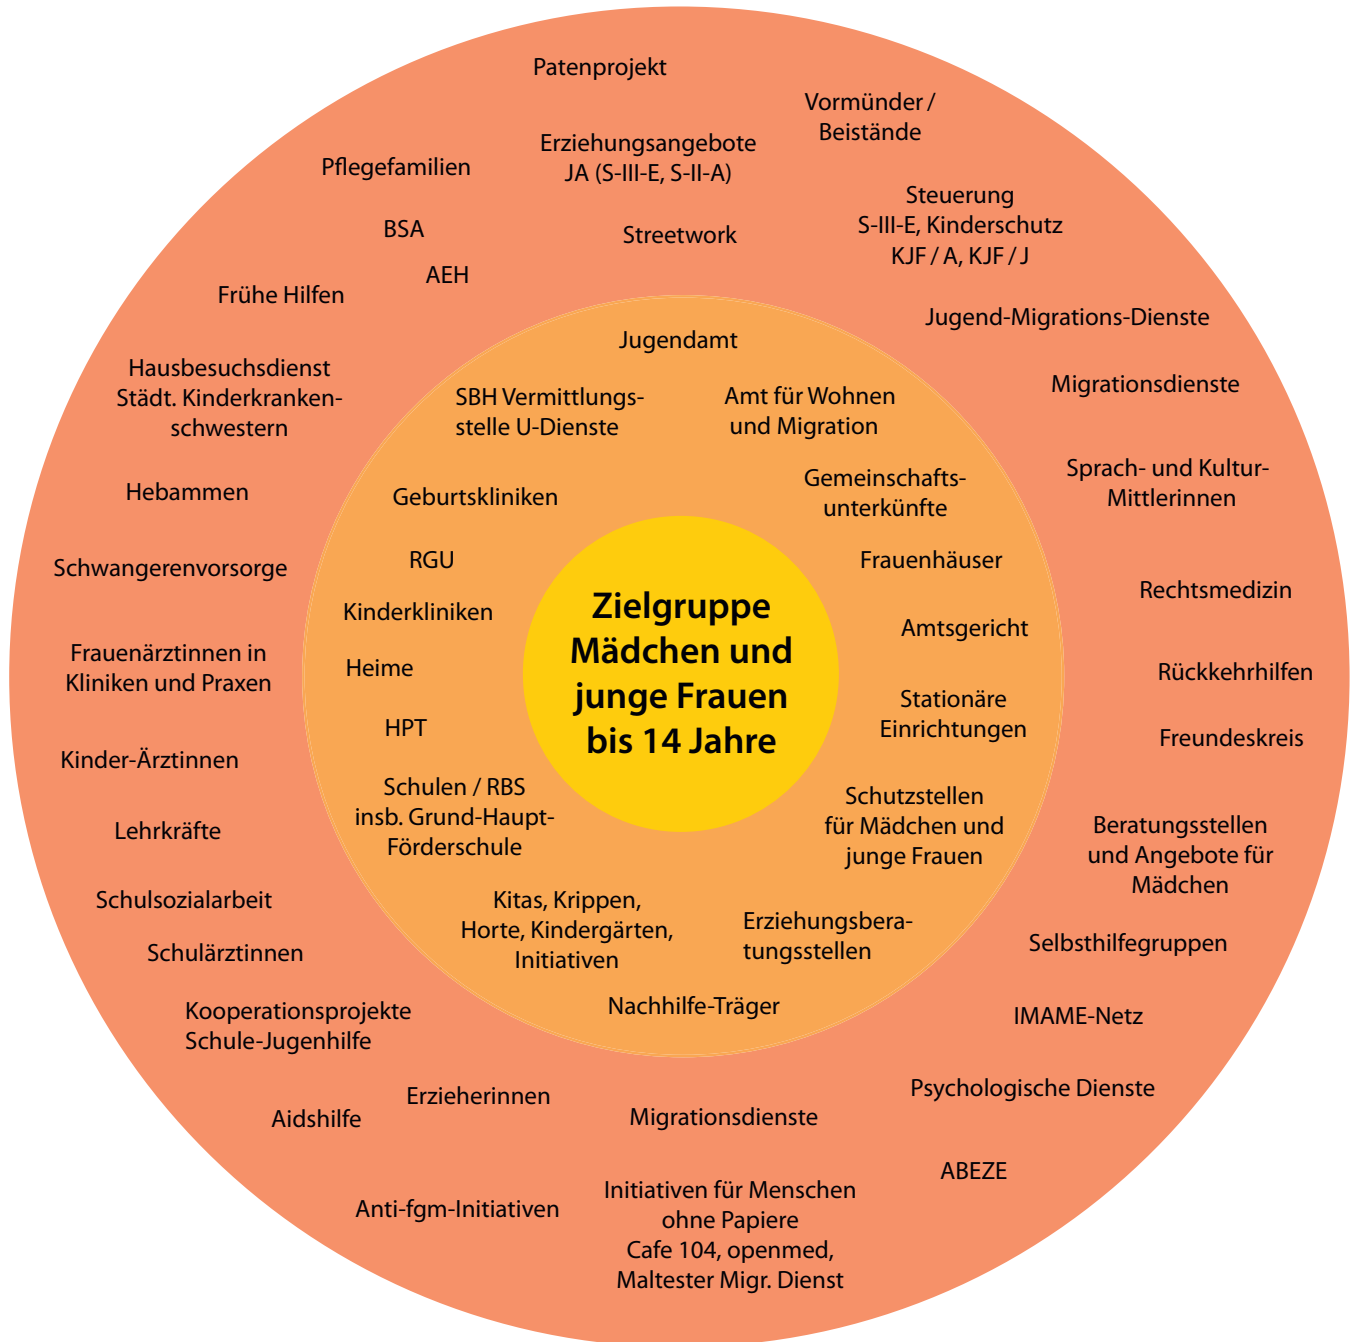 Patenprojekt
Vormünder /
Beistände
Erziehungsangebote
JA (S-III-E, S-II-A)
Pflegefamilien
Steuerung
S-III-E, Kinderschutz
KJF / A, KJF / J
BSA
Streetwork
AEH
Frühe Hilfen
Jugend-Migrations-Dienste
Jugendamt
Hausbesuchsdienst
Städt. Kinderkranken-
schwestern
Migrationsdienste
SBH Vermittlungs-
stelle U-Dienste
Amt für Wohnen
und Migration
Sprach- und Kultur-
Mittlerinnen
Gemeinschafts-
unterkünfte
Hebammen
Geburtskliniken
RGU
Frauenhäuser
Schwangerenvorsorge
Rechtsmedizin
Zielgruppe
Mädchen und
junge Frauen
bis 14 Jahre
Kinderkliniken
Amtsgericht
Frauenärztinnen in
Kliniken und Praxen
Heime
Rückkehrhilfen
Stationäre
Einrichtungen
HPT
Freundeskreis
Kinder-Ärztinnen
Schulen / RBS
insb. Grund-Haupt-
Förderschule
Schutzstellen
für Mädchen und
junge Frauen
Lehrkräfte
Beratungsstellen
und Angebote für
Mädchen
Schulsozialarbeit
Kitas, Krippen,
Horte, Kindergärten,
Initiativen
Erziehungsbera-
tungsstellen
Selbsthilfegruppen
Schulärztinnen
Nachhilfe-Träger
Kooperationsprojekte
Schule-Jugenhilfe
IMAME-Netz
Psychologische Dienste
Erzieherinnen
Aidshilfe
Migrationsdienste
ABEZE
Anti-fgm-Initiativen
Initiativen für Menschen
ohne Papiere
Cafe 104, openmed,
Maltester Migr. Dienst